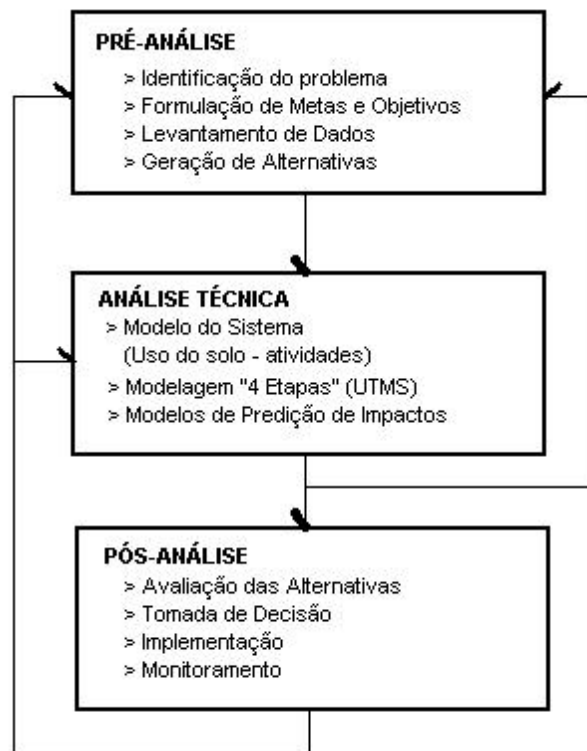 PRÉ-ANÁLISE
> Identificação do problema
> Formulação de Metas e Objetivos
> Levantamento de Dados
> Geração de Alternativas
ANÁLISE TÉCNICA
> Modelo do Sistema
(Uso do solo - atividades)
> Modelagem "4 Etapas" (UTMS)
> Modelos de Predição de Impactos
PÓS-ANÁLISE
> Avaliação das Alternativas
> Tomada de Decisão
> Implementação
> Monitoramento